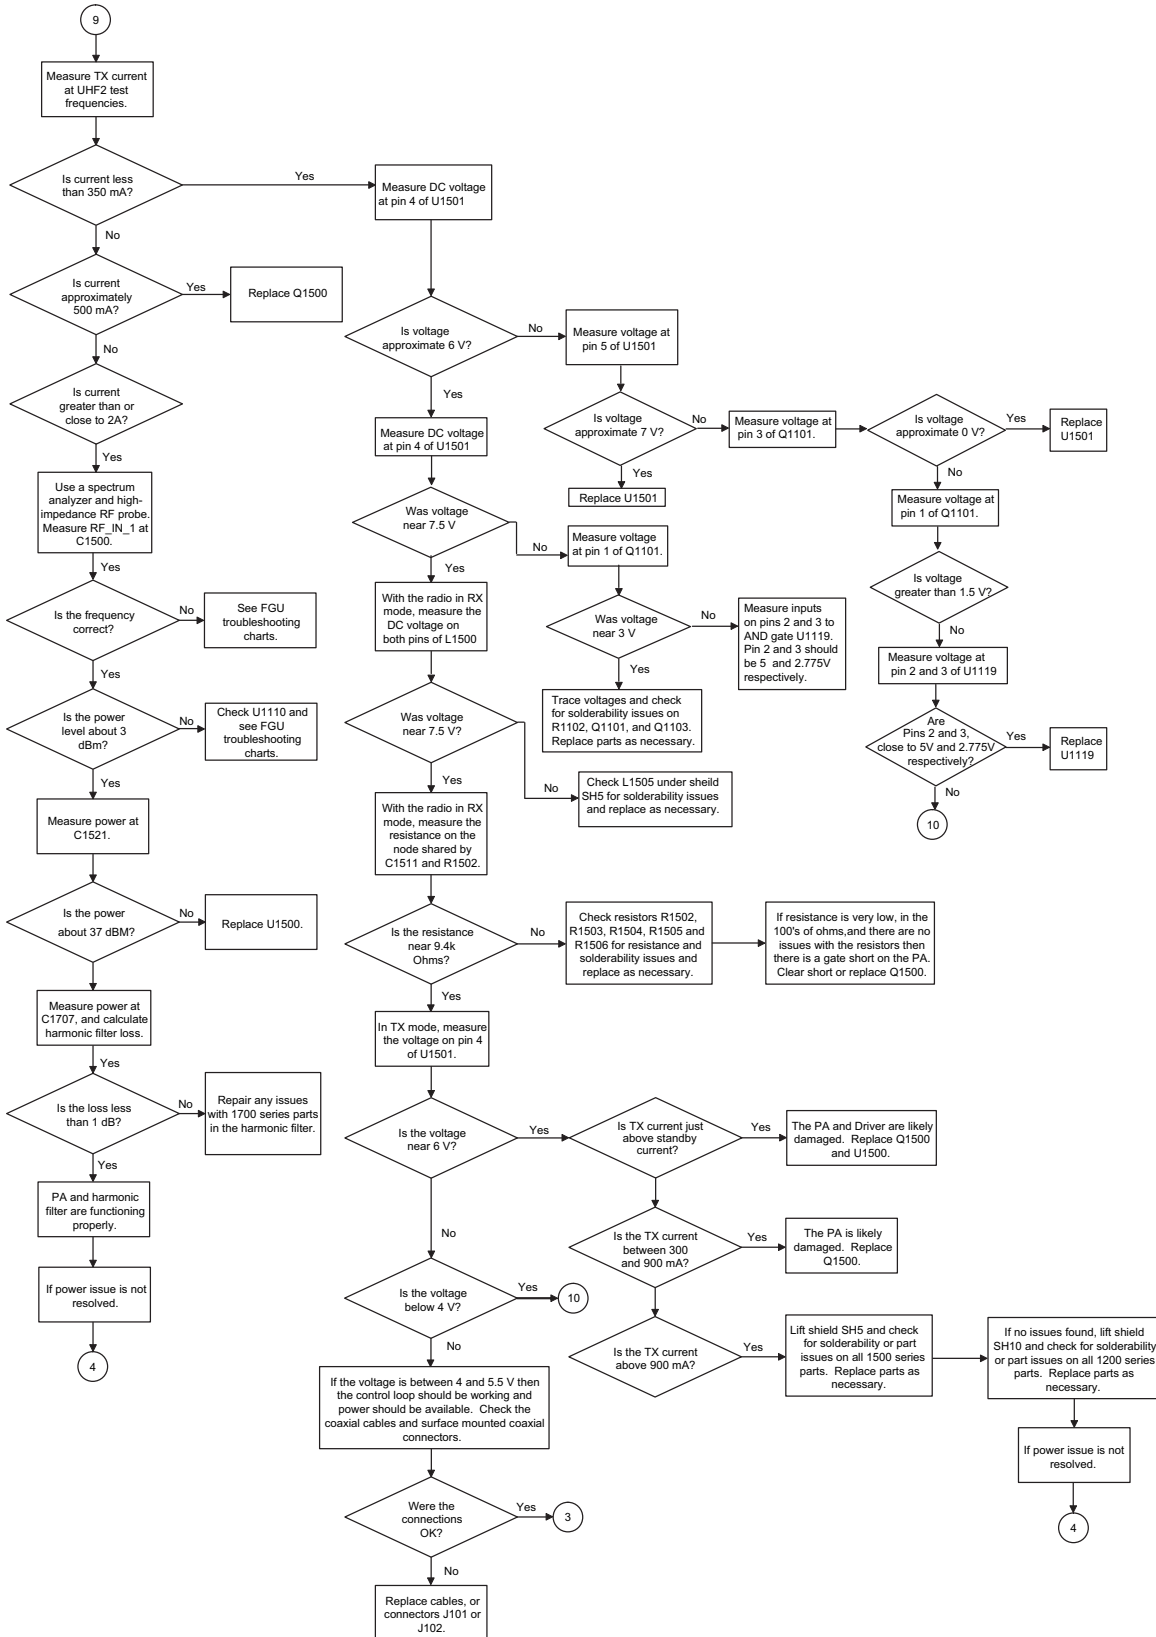 9
Measure TX current
at UHF2 test
frequencies.
Is current less
than 350 mA?
Yes
No
Is current
approximately
500 mA?
Yes
Replace Q1500
No
Is current
greater than or
close to 2A?
Yes
Use a spectrum
analyzer and high-
impedance RF probe.
Measure RF_IN_1 at
C1500.
Yes
Is the frequency
correct?
No
See FGU
troubleshooting
charts.
Yes
Is the power
level about 3
dBm?
No
Check U1110 and
see FGU
troubleshooting
charts.
Yes
Measure power at
C1521.
Is the power
about 37 dBM?
No
Replace U1500.
Yes
Measure power at
C1707, and calculate
harmonic filter loss.
Yes
Is the loss less
than 1 dB?
No
Repair any issues
with 1700 series parts
in the harmonic filter.
Yes
PA and harmonic
filter are functioning
properly.
If power issue is not
resolved.
4
Measure DC voltage
at pin 4 of U1501
Is voltage
approximate 6 V?
No
Measure voltage at
pin 5 of U1501
Yes
Is voltage
approximate 7 V?
No
Measure voltage at
pin 3 of Q1101.
Is voltage
approximate 0 V?
Yes
Replace
U1501
Yes
Replace U1501
No
Measure voltage at
pin 1 of Q1101.
Is voltage
greater than 1.5 V?
No
Measure voltage at
pin 2 and 3 of U1119
Are
Pins 2 and 3,
close to 5V and 2.775V
respectively?
Yes
Replace
U1119
No
10
Measure DC voltage
at pin 4 of U1501
Was voltage
near 7.5 V
No
Measure voltage
at pin 1 of Q1101.
Was voltage
near 3 V
No
Measure inputs
on pins 2 and 3 to
AND gate U1119.
Pin 2 and 3 should
be 5 and 2.775V
respectively.
Yes
Trace voltages and check
for solderability issues on
R1102, Q1101, and Q1103.
Replace parts as necessary.
Yes
With the radio in RX
mode, measure the
DC voltage on
both pins of L1500
Was voltage
near 7.5 V?
No
Check L1505 under sheild
SH5 for solderability issues
and replace as necessary.
Yes
With the radio in RX
mode, measure the
resistance on the
node shared by
C1511 and R1502.
Is the resistance
near 9.4k
Ohms?
No
Check resistors R1502,
R1503, R1504, R1505 and
R1506 for resistance and
solderability issues and
replace as necessary.
If resistance is very low, in the
100's of ohms,and there are no
issues with the resistors then
there is a gate short on the PA.
Clear short or replace Q1500.
Yes
In TX mode, measure
the voltage on pin 4
of U1501.
Is the voltage
near 6 V?
Yes
Is TX current just
above standby
current?
Yes
The PA and Driver are likely
damaged. Replace Q1500
and U1500.
Is the TX current
between 300
and 900 mA?
Yes
The PA is likely
damaged. Replace
Q1500.
Is the TX current
above 900 mA?
Yes
Lift shield SH5 and check
for solderability or part
issues on all 1500 series
parts. Replace parts as
necessary.
If no issues found, lift shield
SH10 and check for solderability
or part issues on all 1200 series
parts. Replace parts as
necessary.
If power issue is not
resolved.
4
No
Is the voltage
below 4 V?
Yes
10
No
If the voltage is between 4 and 5.5 V then
the control loop should be working and
power should be available. Check the
coaxial cables and surface mounted coaxial
connectors.
Were the
connections
OK?
Yes
3
No
Replace cables, or
connectors J101 or
J102.